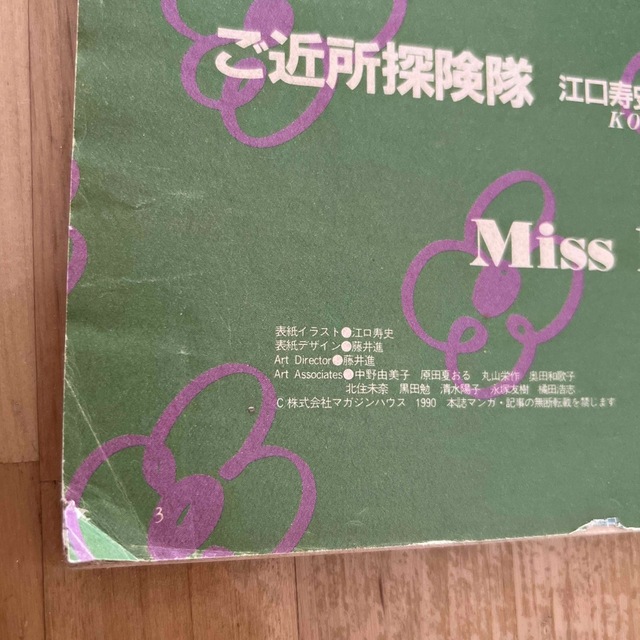 ご近所探険隊 江口寿史
KO
Miss
表紙イラスト●江口寿史
表紙デザイン●藤井進
Art Director●藤井進
Art Associates●中野由美子 原田夏おる 丸山栄作 奥田和歌子
北住未奈 黒田勉 清水陽子 永塚友樹 橘田浩志
C 株式会社マガジンハウス 1990 本誌マンガ・記事の無断転載を禁じます
3